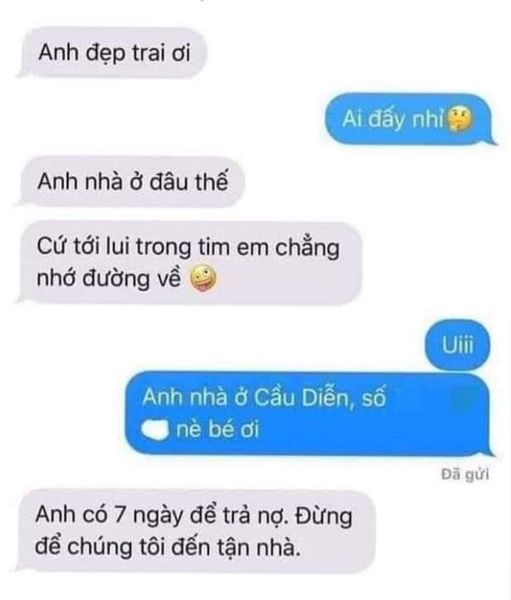 Anh đẹp trai ơi
Ai đấy nhỉ🤔
Anh nhà ở đâu thế
Cứ tới lui trong tim em chẳng
nhớ đường về 🤪
Uiii
Anh nhà ở Cầu Diễn, số
nè bé ơi
Đã gửi
Anh có 7 ngày để trả nợ. Đừng
để chúng tôi đến tận nhà.